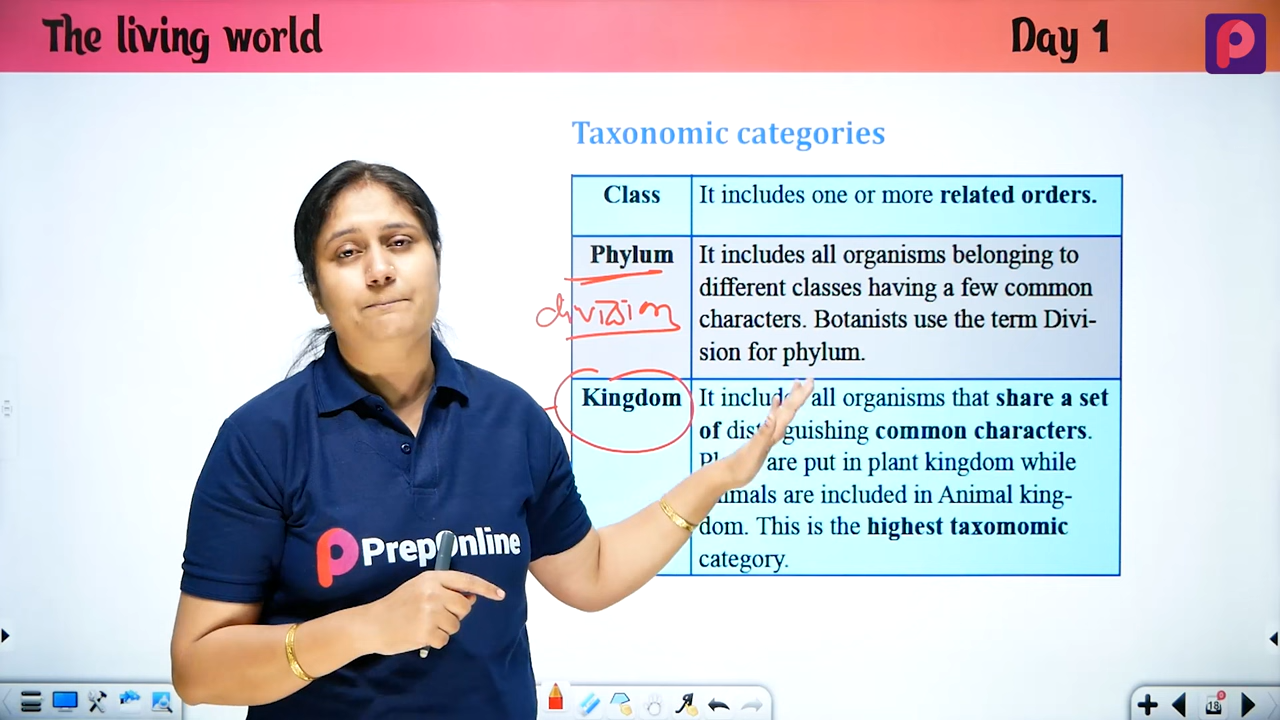 The living world
Day 1
Taxonomic categories
Class
It includes one or more related orders.
Phylum
division
It includes all organisms belonging to
different classes having a few common
characters. Botanists use the term Divi-
sion for phylum.
Kingdom
It includ all organisms that share a set
of dist guishing common characters.
Pl are put in plant kingdom while
nimals are included in Animal king-
dom. This is the highest taxomomic
category.
PrepOnline
18